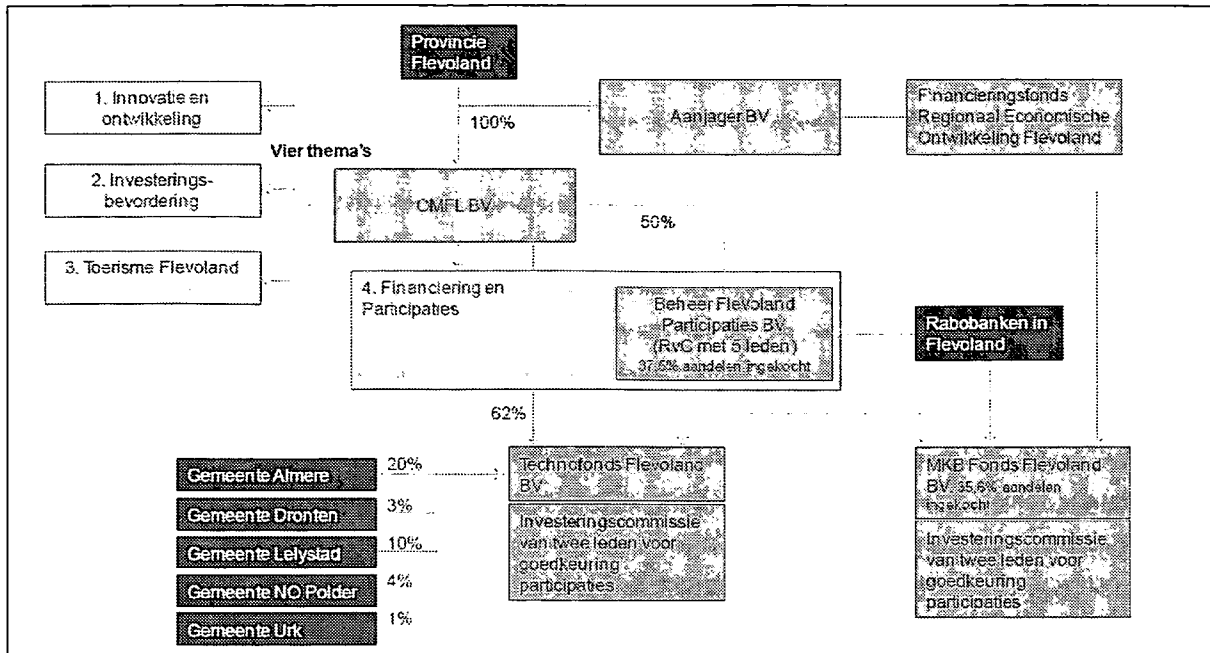 Provincie
Flevoland
1. Innovatie en
ontwikkeling
100%
Aanjager BV
Financieringsfonds
Regionaal Economische
Ontwikkeling Flevoland
Vier thema's
2. Investerings-
bevordering
OMFL BV
50%
3. Toerisme Flevoland
4. Financiering en
Participaties
Beheer Flevoland
Participaties BV
(RvC met 5 leden)
37,5% aandelen ingekocht
Rabobanken in
Flevoland
62%
Gemeente Almere
20%
Gemeente Dronten
3%
Gemeente Lelystad
10%
Gemeente NO Polder
4%
Gemeente Urk
1%
Technofonds Flevoland
BV
Investeringscommissie
van twee leden voor
goedkeuring
participaties
MKB Fonds Flevoland
BV 35,6% aandelen
ingekocht
Investeringscommissie
van twee leden voor
goedkeuring
participaties